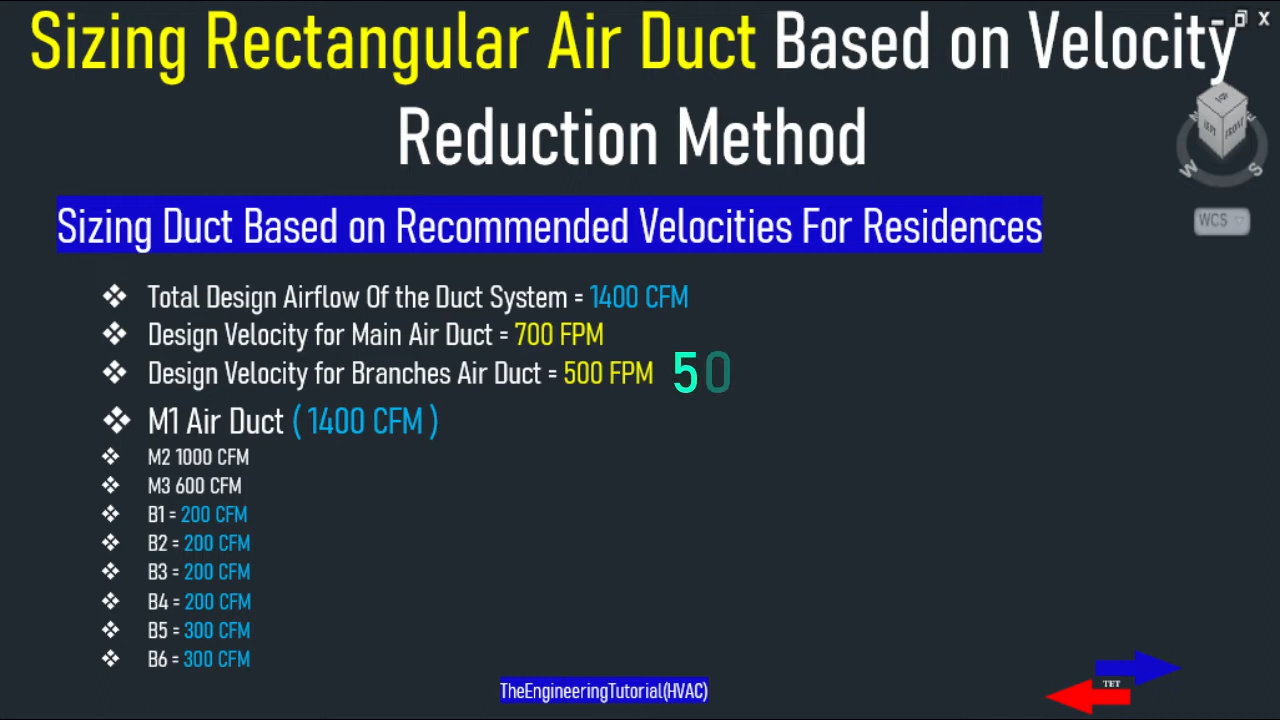 Sizing Rectangular Air Duct Based on Velocity
Reduction Method
Sizing Duct Based on Recommended Velocities For Residences
❖ Total Design Airflow Of the Duct System = 1400 CFM
❖ Design Velocity for Main Air Duct = 700 FPM
❖ Design Velocity for Branches Air Duct = 500 FPM 50
❖ M1 Air Duct ( 1400 CFM )
❖ M2 1000 CFM
❖ M3 600 CFM
❖ B1 = 200 CFM
❖ B2 = 200 CFM
❖ B3 = 200 CFM
❖ B4 = 200 CFM
❖ B5 = 300 CFM
❖ B6 = 300 CFM
TheEngineeringTutorial(HVAC)
TET
TOP
LEFT FRONT
N E
W S
WCS